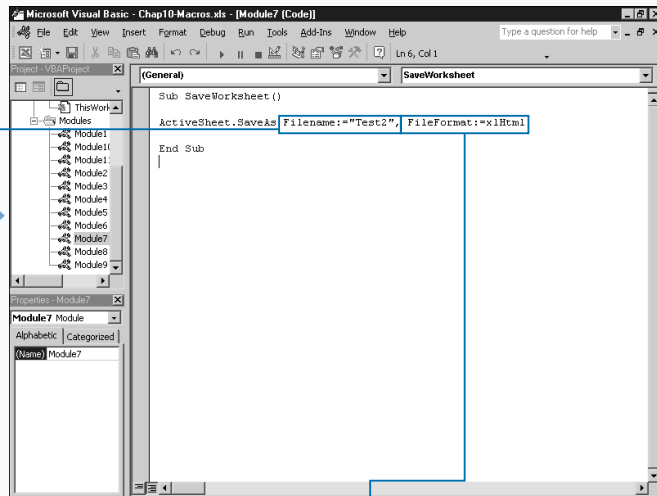 Microsoft Visual Basic - Chap10-Macros.xls - [Module7 (Code)]
File Edit View Insert Format Debug Run Tools Add-Ins Window Help
Type a question for help
Ln 6, Col 1
Project - VBAProject
(General)
SaveWorksheet
ThisWork
Modules
Module1
Module10
Module11
Module2
Module3
Module4
Module5
Module6
Module7
Module8
Module9
Properties - Module7
Module7 Module
Alphabetic Categorized
(Name) Module7
Sub SaveWorksheet()
ActiveSheet.SaveAs Filename:="Test2", FileFormat:=xlHtml
End Sub